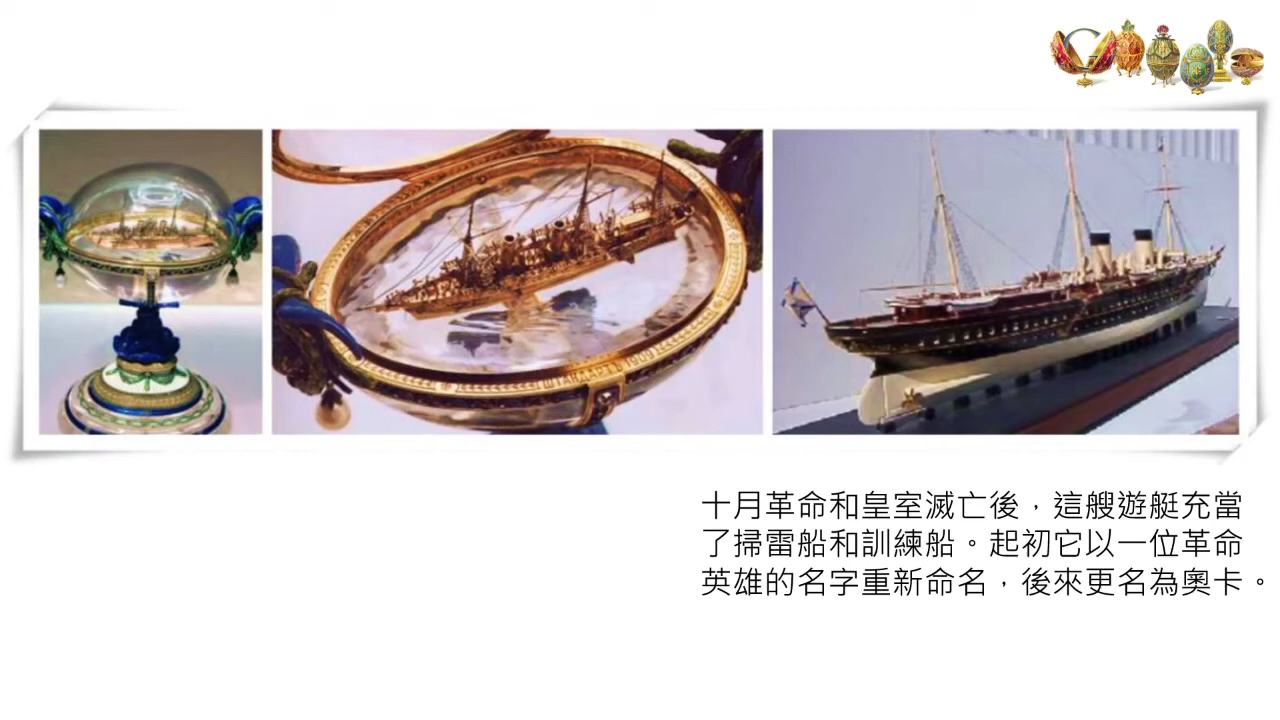 ШТАНДАРТЪ 1909
十月革命和皇室滅亡後，這艘遊艇充當
了掃雷船和訓練船。起初它以一位革命
英雄的名字重新命名，後來更名為奧卡。